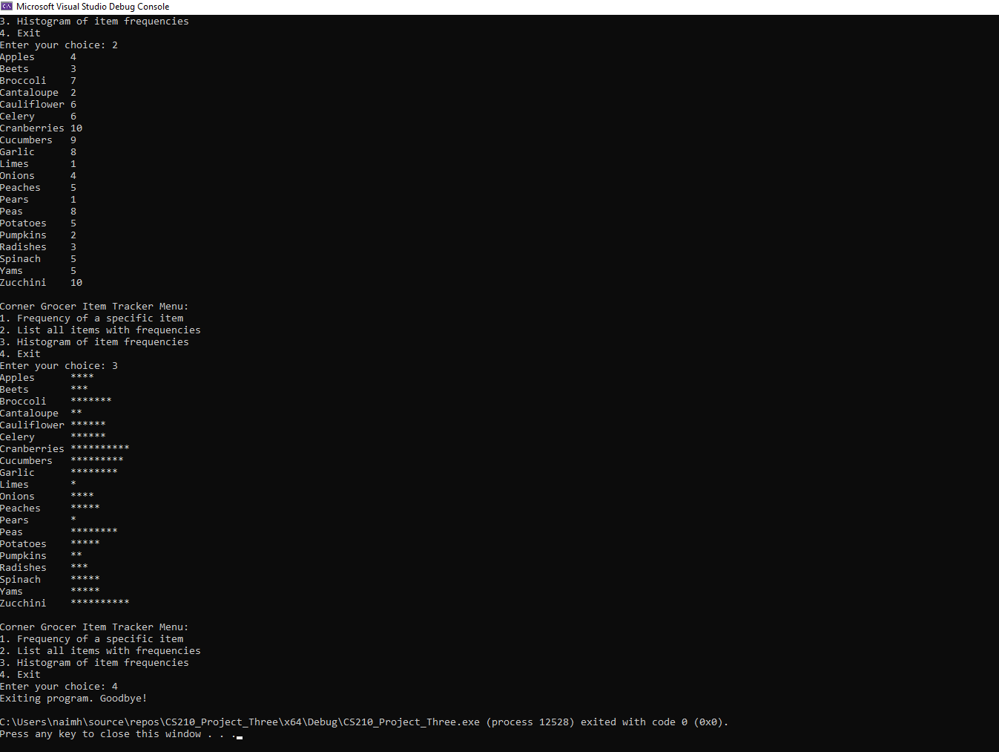 Microsoft Visual Studio Debug Console
3. Histogram of item frequencies
4. Exit
Enter your choice: 2
Apples      4
Beets       3
Broccoli    7
Cantaloupe  2
Cauliflower 6
Celery      6
Cranberries 10
Cucumbers   9
Garlic      8
Limes       1
Onions      4
Peaches     5
Pears       1
Peas        8
Potatoes    5
Pumpkins    2
Radishes    3
Spinach     5
Yams        5
Zucchini    10

Corner Grocer Item Tracker Menu:
1. Frequency of a specific item
2. List all items with frequencies
3. Histogram of item frequencies
4. Exit
Enter your choice: 3
Apples      ****
Beets       ***
Broccoli    *******
Cantaloupe  **
Cauliflower ******
Celery      ******
Cranberries **********
Cucumbers   *********
Garlic      ********
Limes       *
Onions      ****
Peaches     *****
Pears       *
Peas        ********
Potatoes    *****
Pumpkins    **
Radishes    ***
Spinach     *****
Yams        *****
Zucchini    **********

Corner Grocer Item Tracker Menu:
1. Frequency of a specific item
2. List all items with frequencies
3. Histogram of item frequencies
4. Exit
Enter your choice: 4
Exiting program. Goodbye!

C:\Users\naimh\source\repos\CS210_Project_Three\x64\Debug\CS210_Project_Three.exe (process 12528) exited with code 0 (0x0).
Press any key to close this window . . .